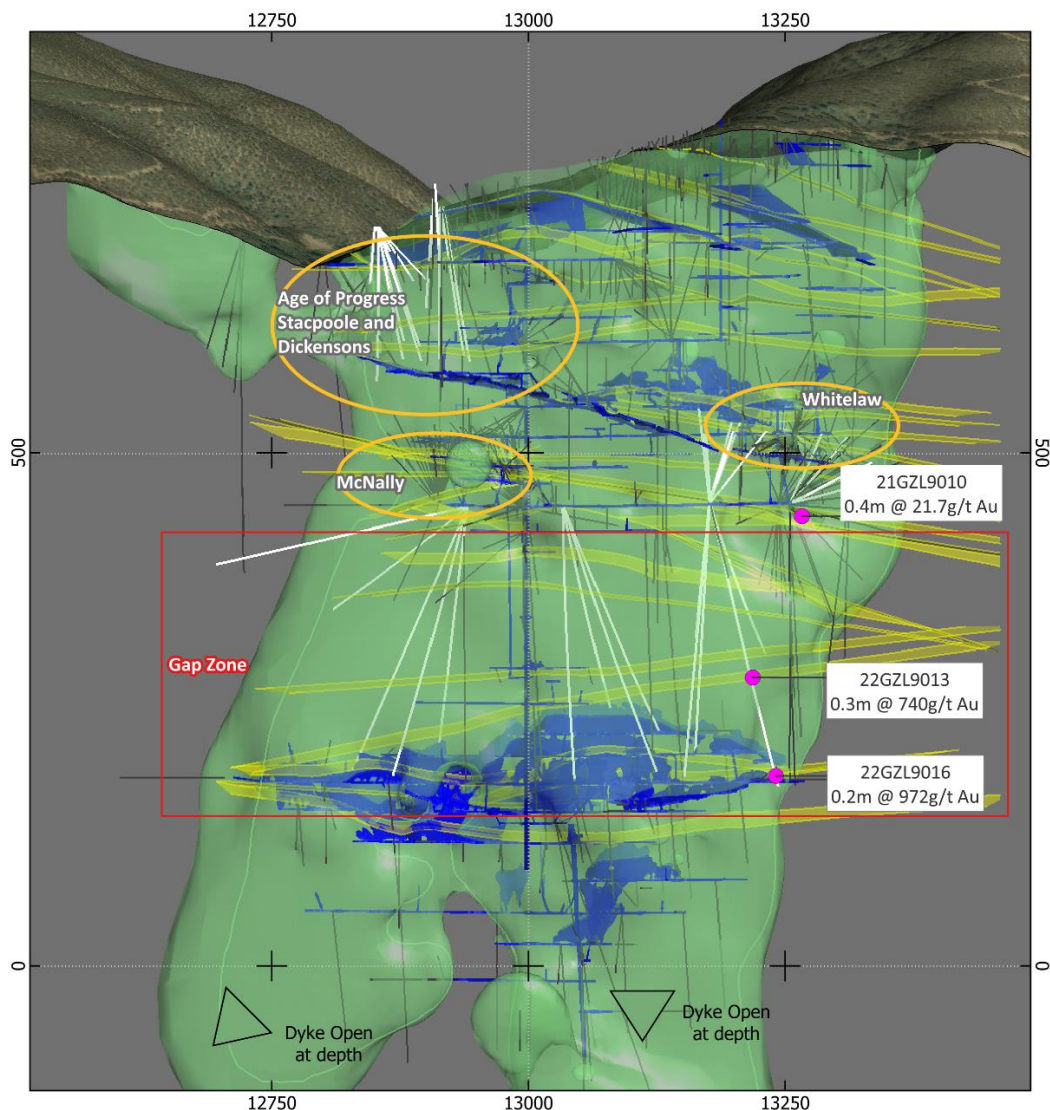 12750
13000
13250
Age of Progress
Stacpoole and
Dickensons
Whitelaw
500
500
McNally
21GZL9010
0.4m @ 21.7g/t Au
Gap Zone
22GZL9013
0.3m @ 740g/t Au
22GZL9016
0.2m @ 972g/t Au
0
0
Dyke Open
at depth
Dyke Open
at depth
12750
13000
13250